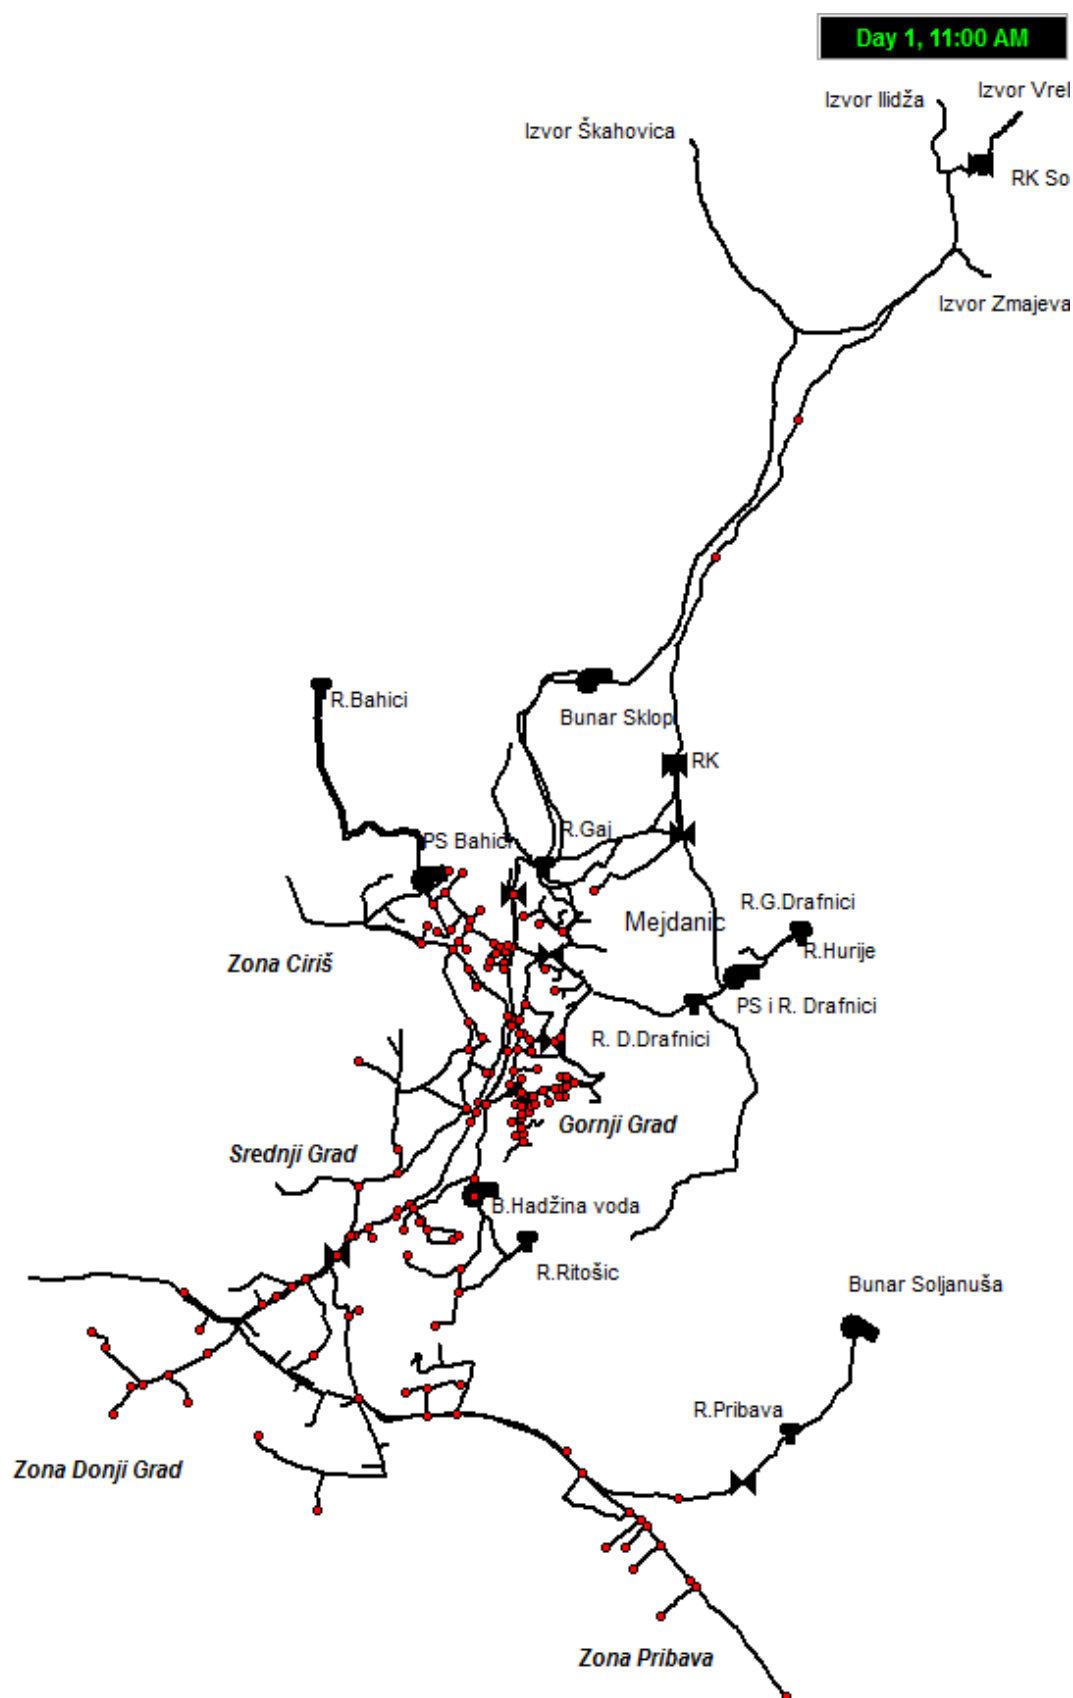 Day 1, 11:00 AM
Izvor Vrel
Izvor Ilidža
Izvor Škahovica
RK So
Izvor Zmajeva
R.Bahici
Bunar Sklop
RK
R.Gaj
PS Bahici
R.G.Drafnici
Mejdanic
R.Hurije
Zona Ciriš
PS i R. Drafnici
R. D.Drafnici
Gornji Grad
Srednji Grad
B.Hadžina voda
R.Ritošic
Bunar Soljanuša
R.Pribava
Zona Donji Grad
Zona Pribava